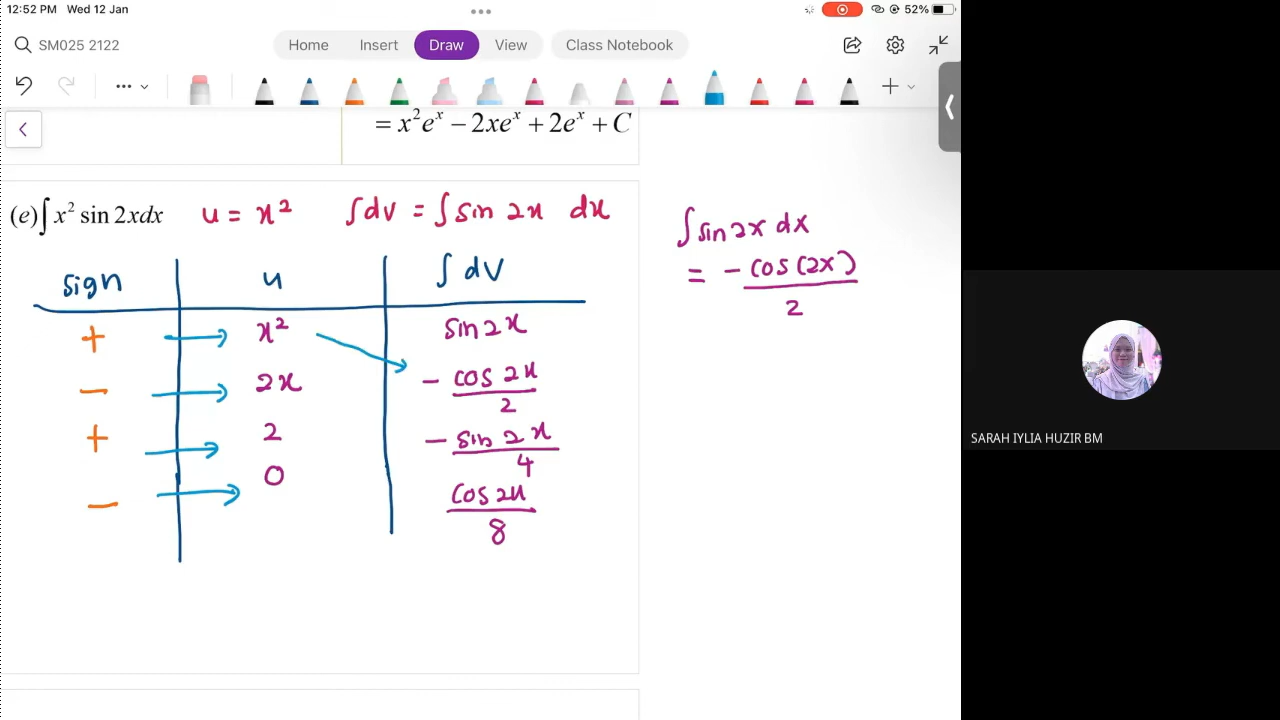 12:52 PM Wed 12 Jan
52%
SM025 2122
Home Insert Draw View Class Notebook
= x²eˣ − 2xeˣ + 2eˣ + C
(e)∫x² sin 2xdx u = x² ∫dv = ∫sin 2x dx
∫sin 2x dx
= − cos (2x)
2
sign u ∫dv
+ x² sin 2x
− 2x − cos 2x
2
+ 2 − sin 2x
4
− 0 cos 2x
8
SARAH IYLIA HUZIR BM